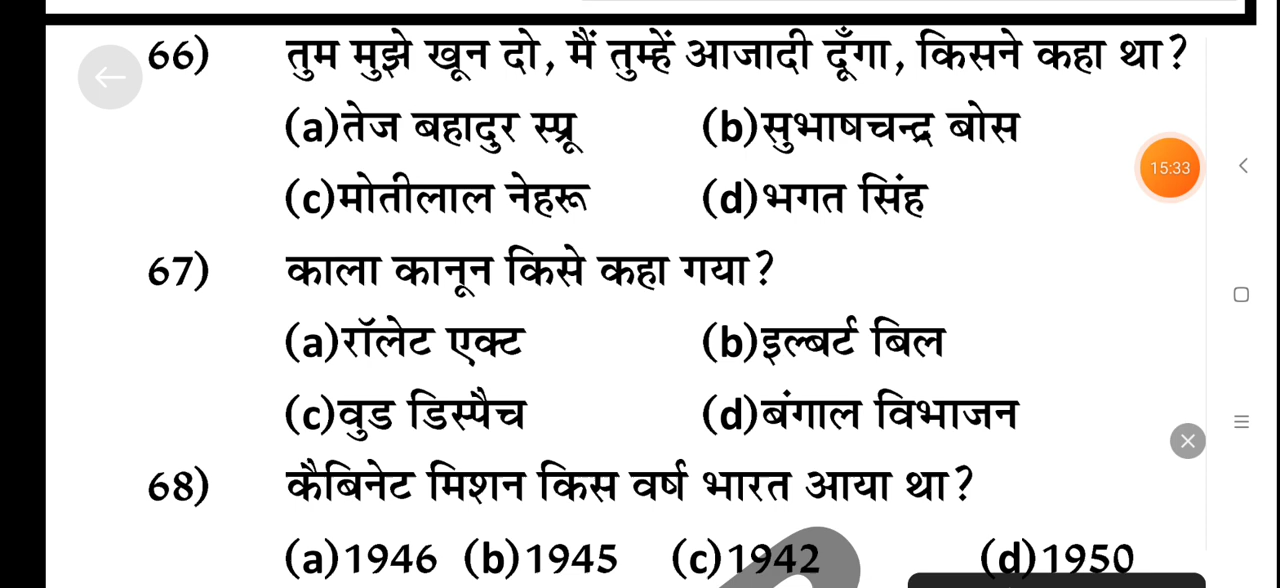 66) तुम मुझे खून दो, मैं तुम्हें आजादी दूँगा, किसने कहा था?
(a)तेज बहादुर स्प्रू (b)सुभाषचन्द्र बोस
15:33
(c)मोतीलाल नेहरू (d)भगत सिंह
67) काला कानून किसे कहा गया?
(a)रॉलेट एक्ट (b)इल्बर्ट बिल
(c)वुड डिस्पैच (d)बंगाल विभाजन
68) कैबिनेट मिशन किस वर्ष भारत आया था?
(a)1946 (b)1945 (c)1942 (d)1950